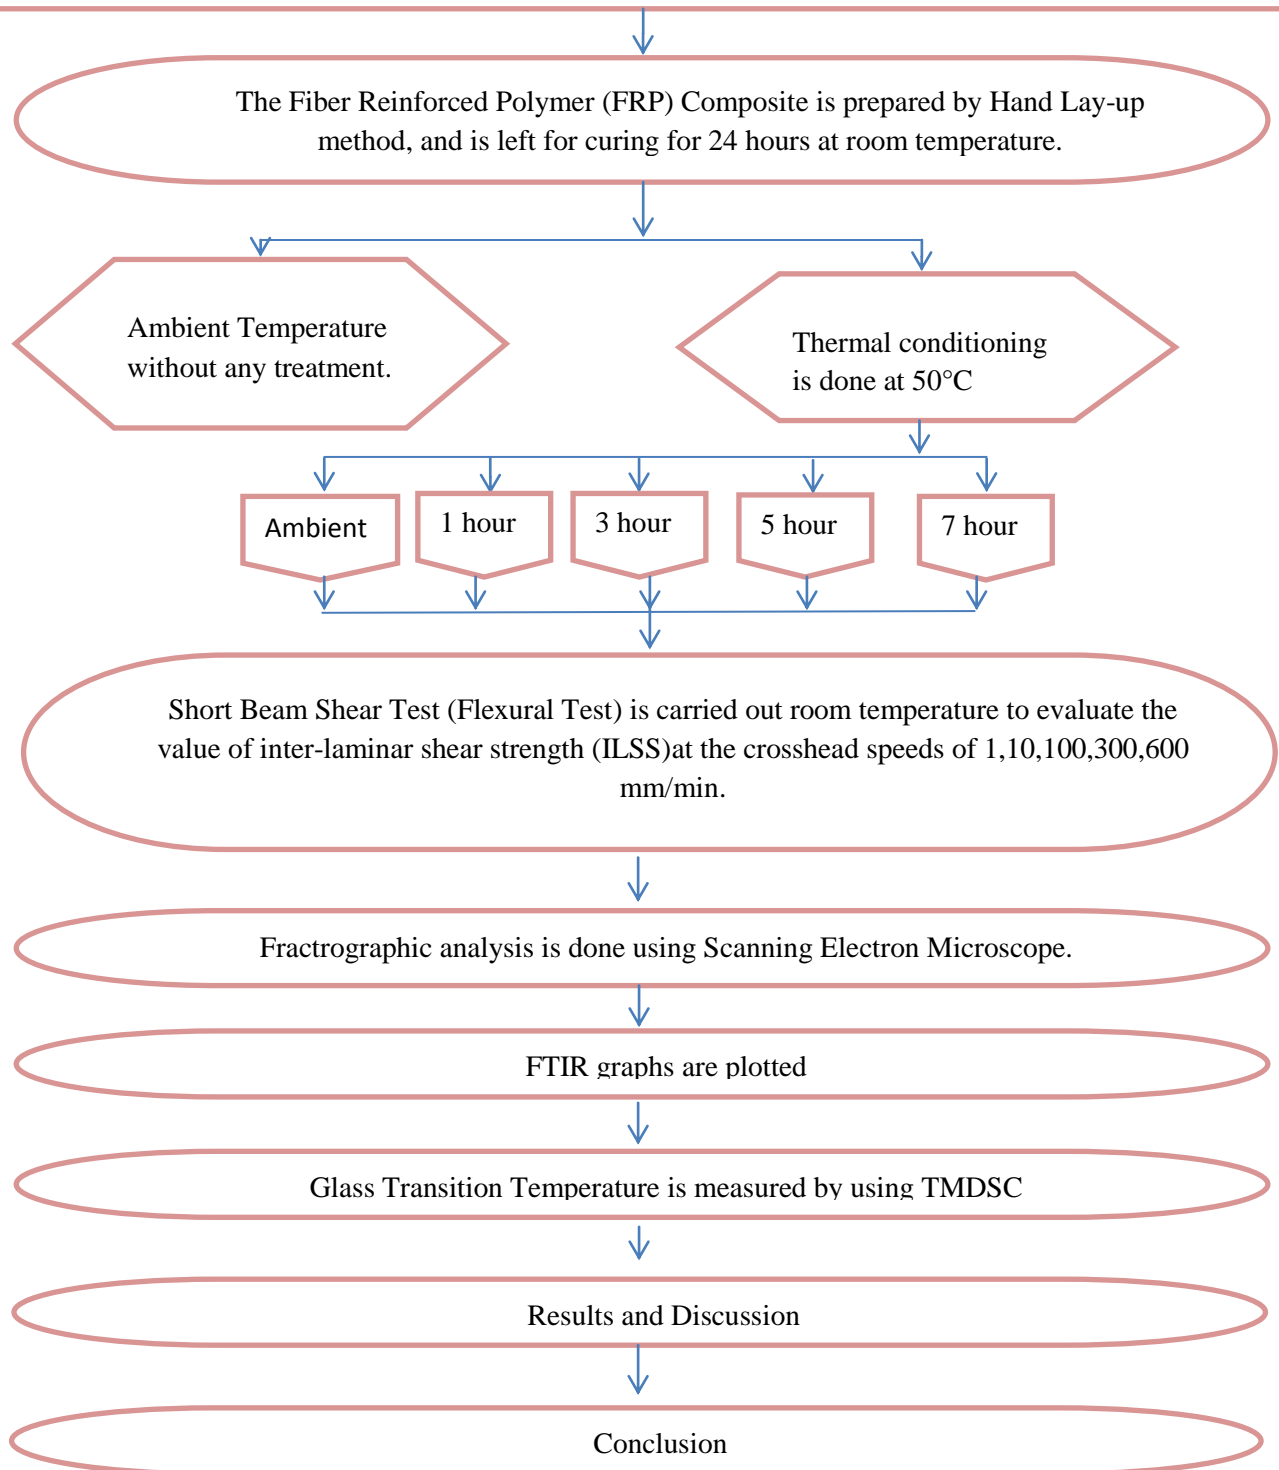 The Fiber Reinforced Polymer (FRP) Composite is prepared by Hand Lay-up
method, and is left for curing for 24 hours at room temperature.
Ambient Temperature
without any treatment.
Thermal conditioning
is done at 50°C
Ambient
1 hour
3 hour
5 hour
7 hour
Short Beam Shear Test (Flexural Test) is carried out room temperature to evaluate the
value of inter-laminar shear strength (ILSS)at the crosshead speeds of 1,10,100,300,600
mm/min.
Fractrographic analysis is done using Scanning Electron Microscope.
FTIR graphs are plotted
Glass Transition Temperature is measured by using TMDSC
Results and Discussion
Conclusion